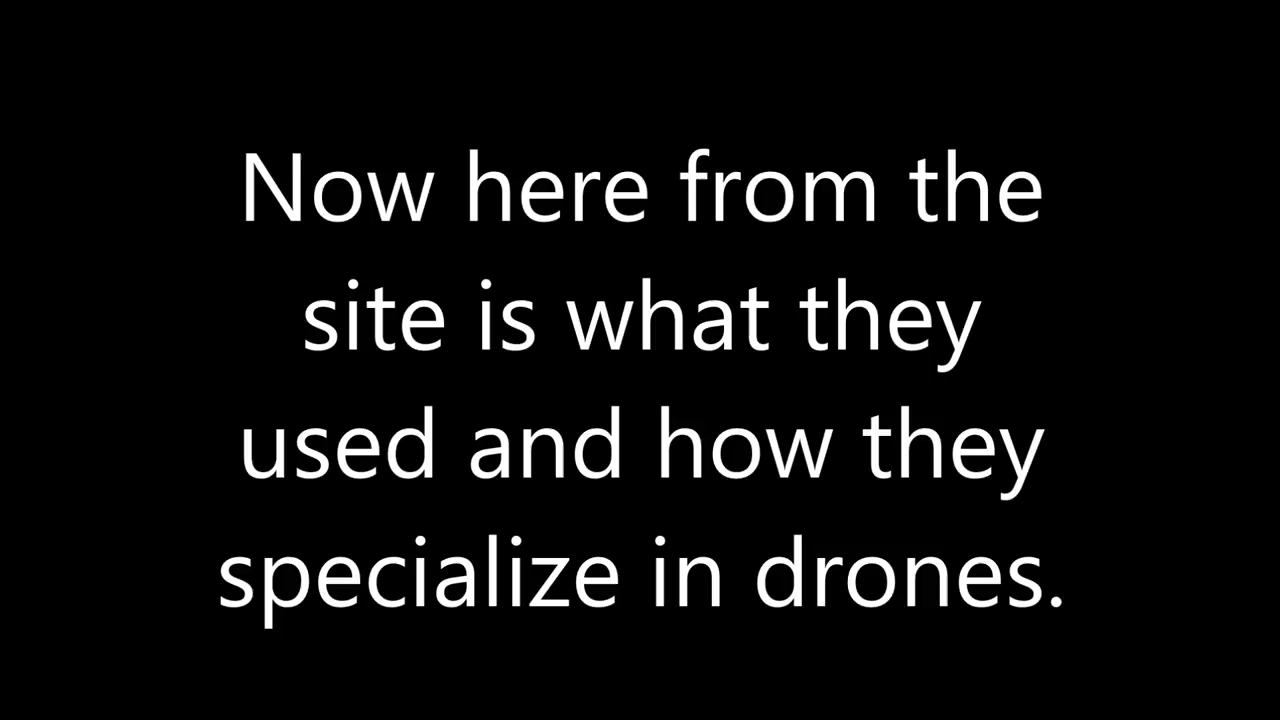 Now here from the
site is what they
used and how they
specialize in drones.